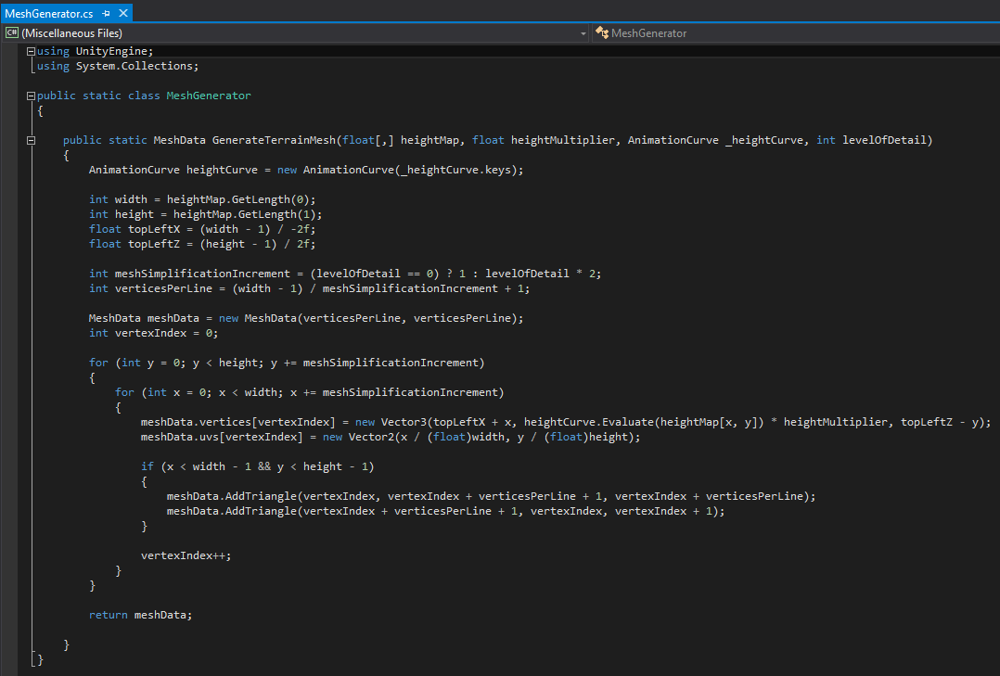 MeshGenerator.cs
C# (Miscellaneous Files) MeshGenerator
using UnityEngine;
using System.Collections;
public static class MeshGenerator
{
public static MeshData GenerateTerrainMesh(float[,] heightMap, float heightMultiplier, AnimationCurve _heightCurve, int levelOfDetail)
{
AnimationCurve heightCurve = new AnimationCurve(_heightCurve.keys);
int width = heightMap.GetLength(0);
int height = heightMap.GetLength(1);
float topLeftX = (width - 1) / -2f;
float topLeftZ = (height - 1) / 2f;
int meshSimplificationIncrement = (levelOfDetail == 0) ? 1 : levelOfDetail * 2;
int verticesPerLine = (width - 1) / meshSimplificationIncrement + 1;
MeshData meshData = new MeshData(verticesPerLine, verticesPerLine);
int vertexIndex = 0;
for (int y = 0; y < height; y += meshSimplificationIncrement)
{
for (int x = 0; x < width; x += meshSimplificationIncrement)
{
meshData.vertices[vertexIndex] = new Vector3(topLeftX + x, heightCurve.Evaluate(heightMap[x, y]) * heightMultiplier, topLeftZ - y);
meshData.uvs[vertexIndex] = new Vector2(x / (float)width, y / (float)height);
if (x < width - 1 && y < height - 1)
{
meshData.AddTriangle(vertexIndex, vertexIndex + verticesPerLine + 1, vertexIndex + verticesPerLine);
meshData.AddTriangle(vertexIndex + verticesPerLine + 1, vertexIndex, vertexIndex + 1);
}
vertexIndex++;
}
}
return meshData;
}
}